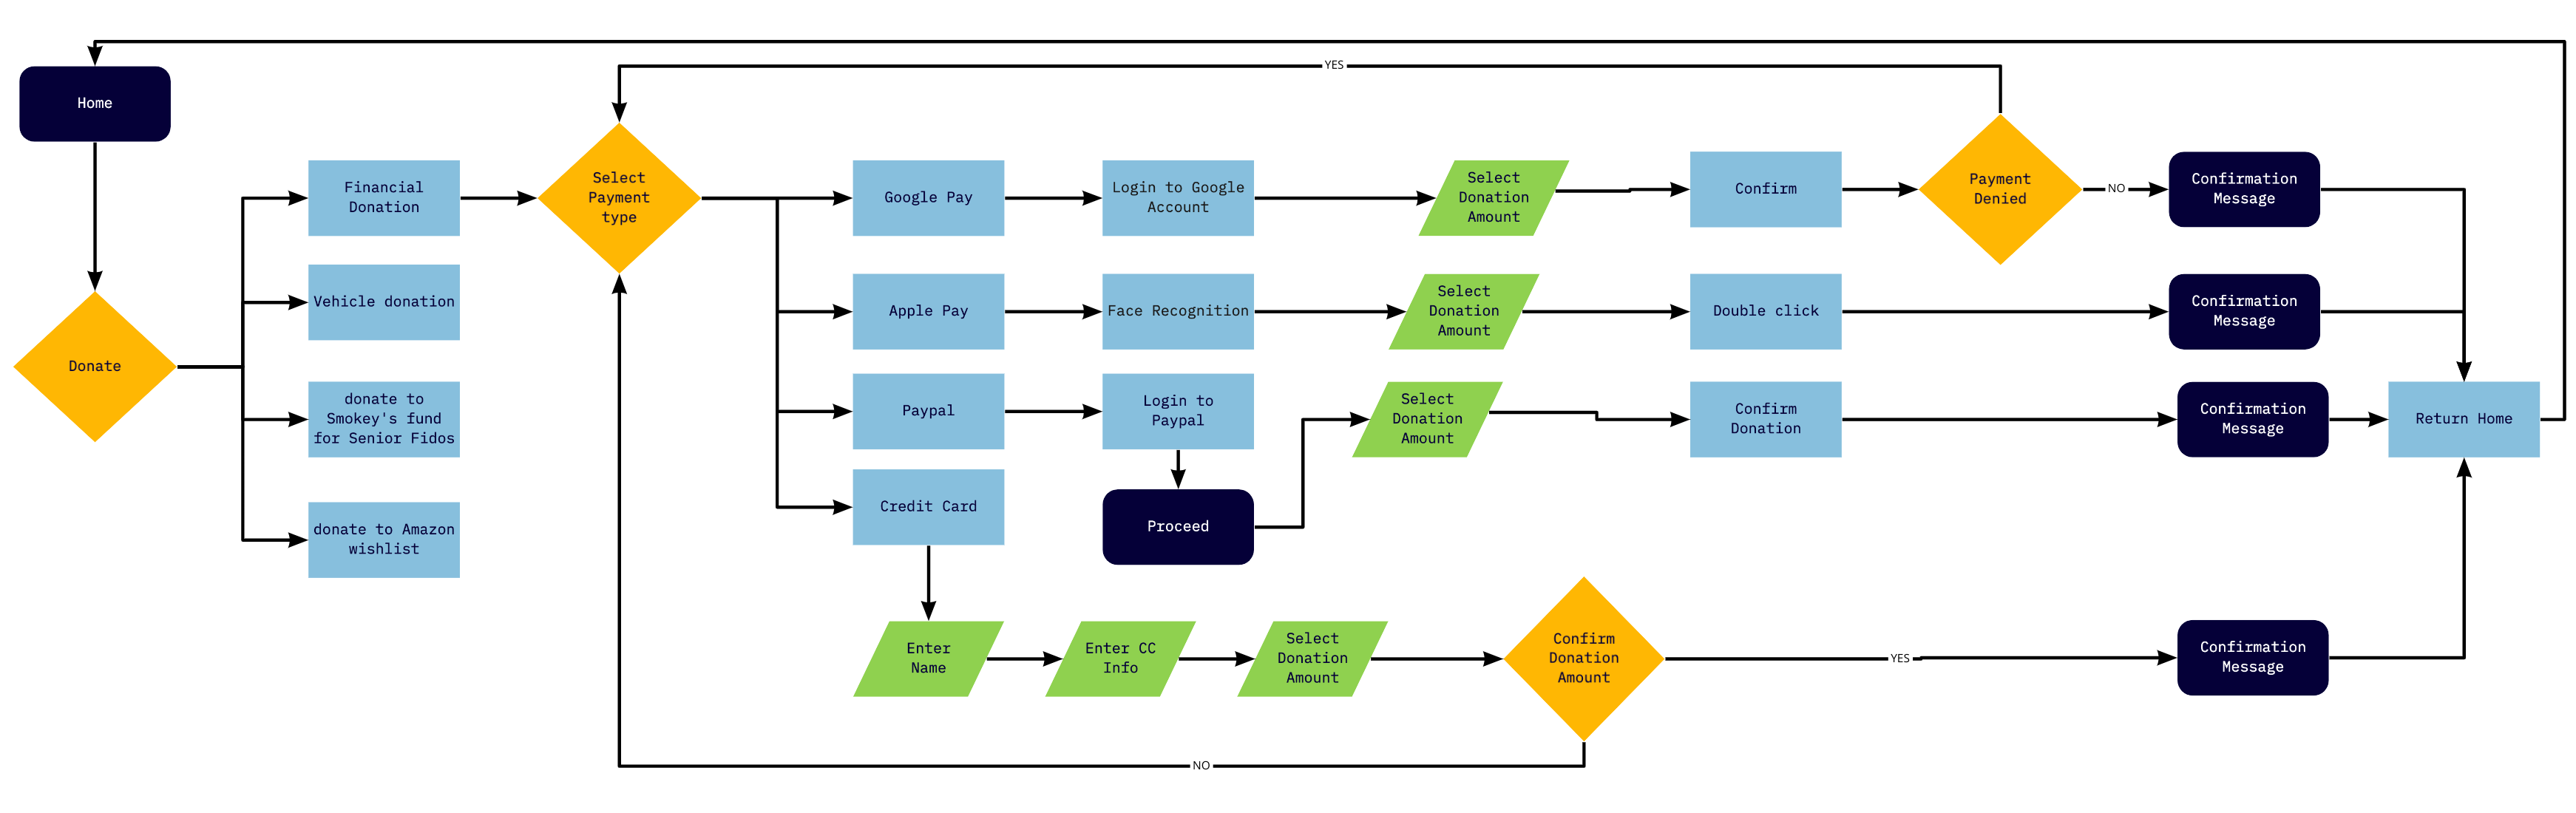 YES
Home
Select
Payment
type
Financial
Donation
Google Pay
Login to Google
Account
Select
Donation
Amount
Confirm
Payment
Denied
NO
Confirmation
Message
Vehicle donation
Apple Pay
Face Recognition
Select
Donation
Amount
Double click
Confirmation
Message
Donate
donate to
Smokey's fund
for Senior Fidos
Paypal
Login to
Paypal
Select
Donation
Amount
Confirm
Donation
Confirmation
Message
Return Home
donate to Amazon
wishlist
Credit Card
Proceed
Enter
Name
Enter CC
Info
Select
Donation
Amount
Confirm
Donation
Amount
YES
Confirmation
Message
NO